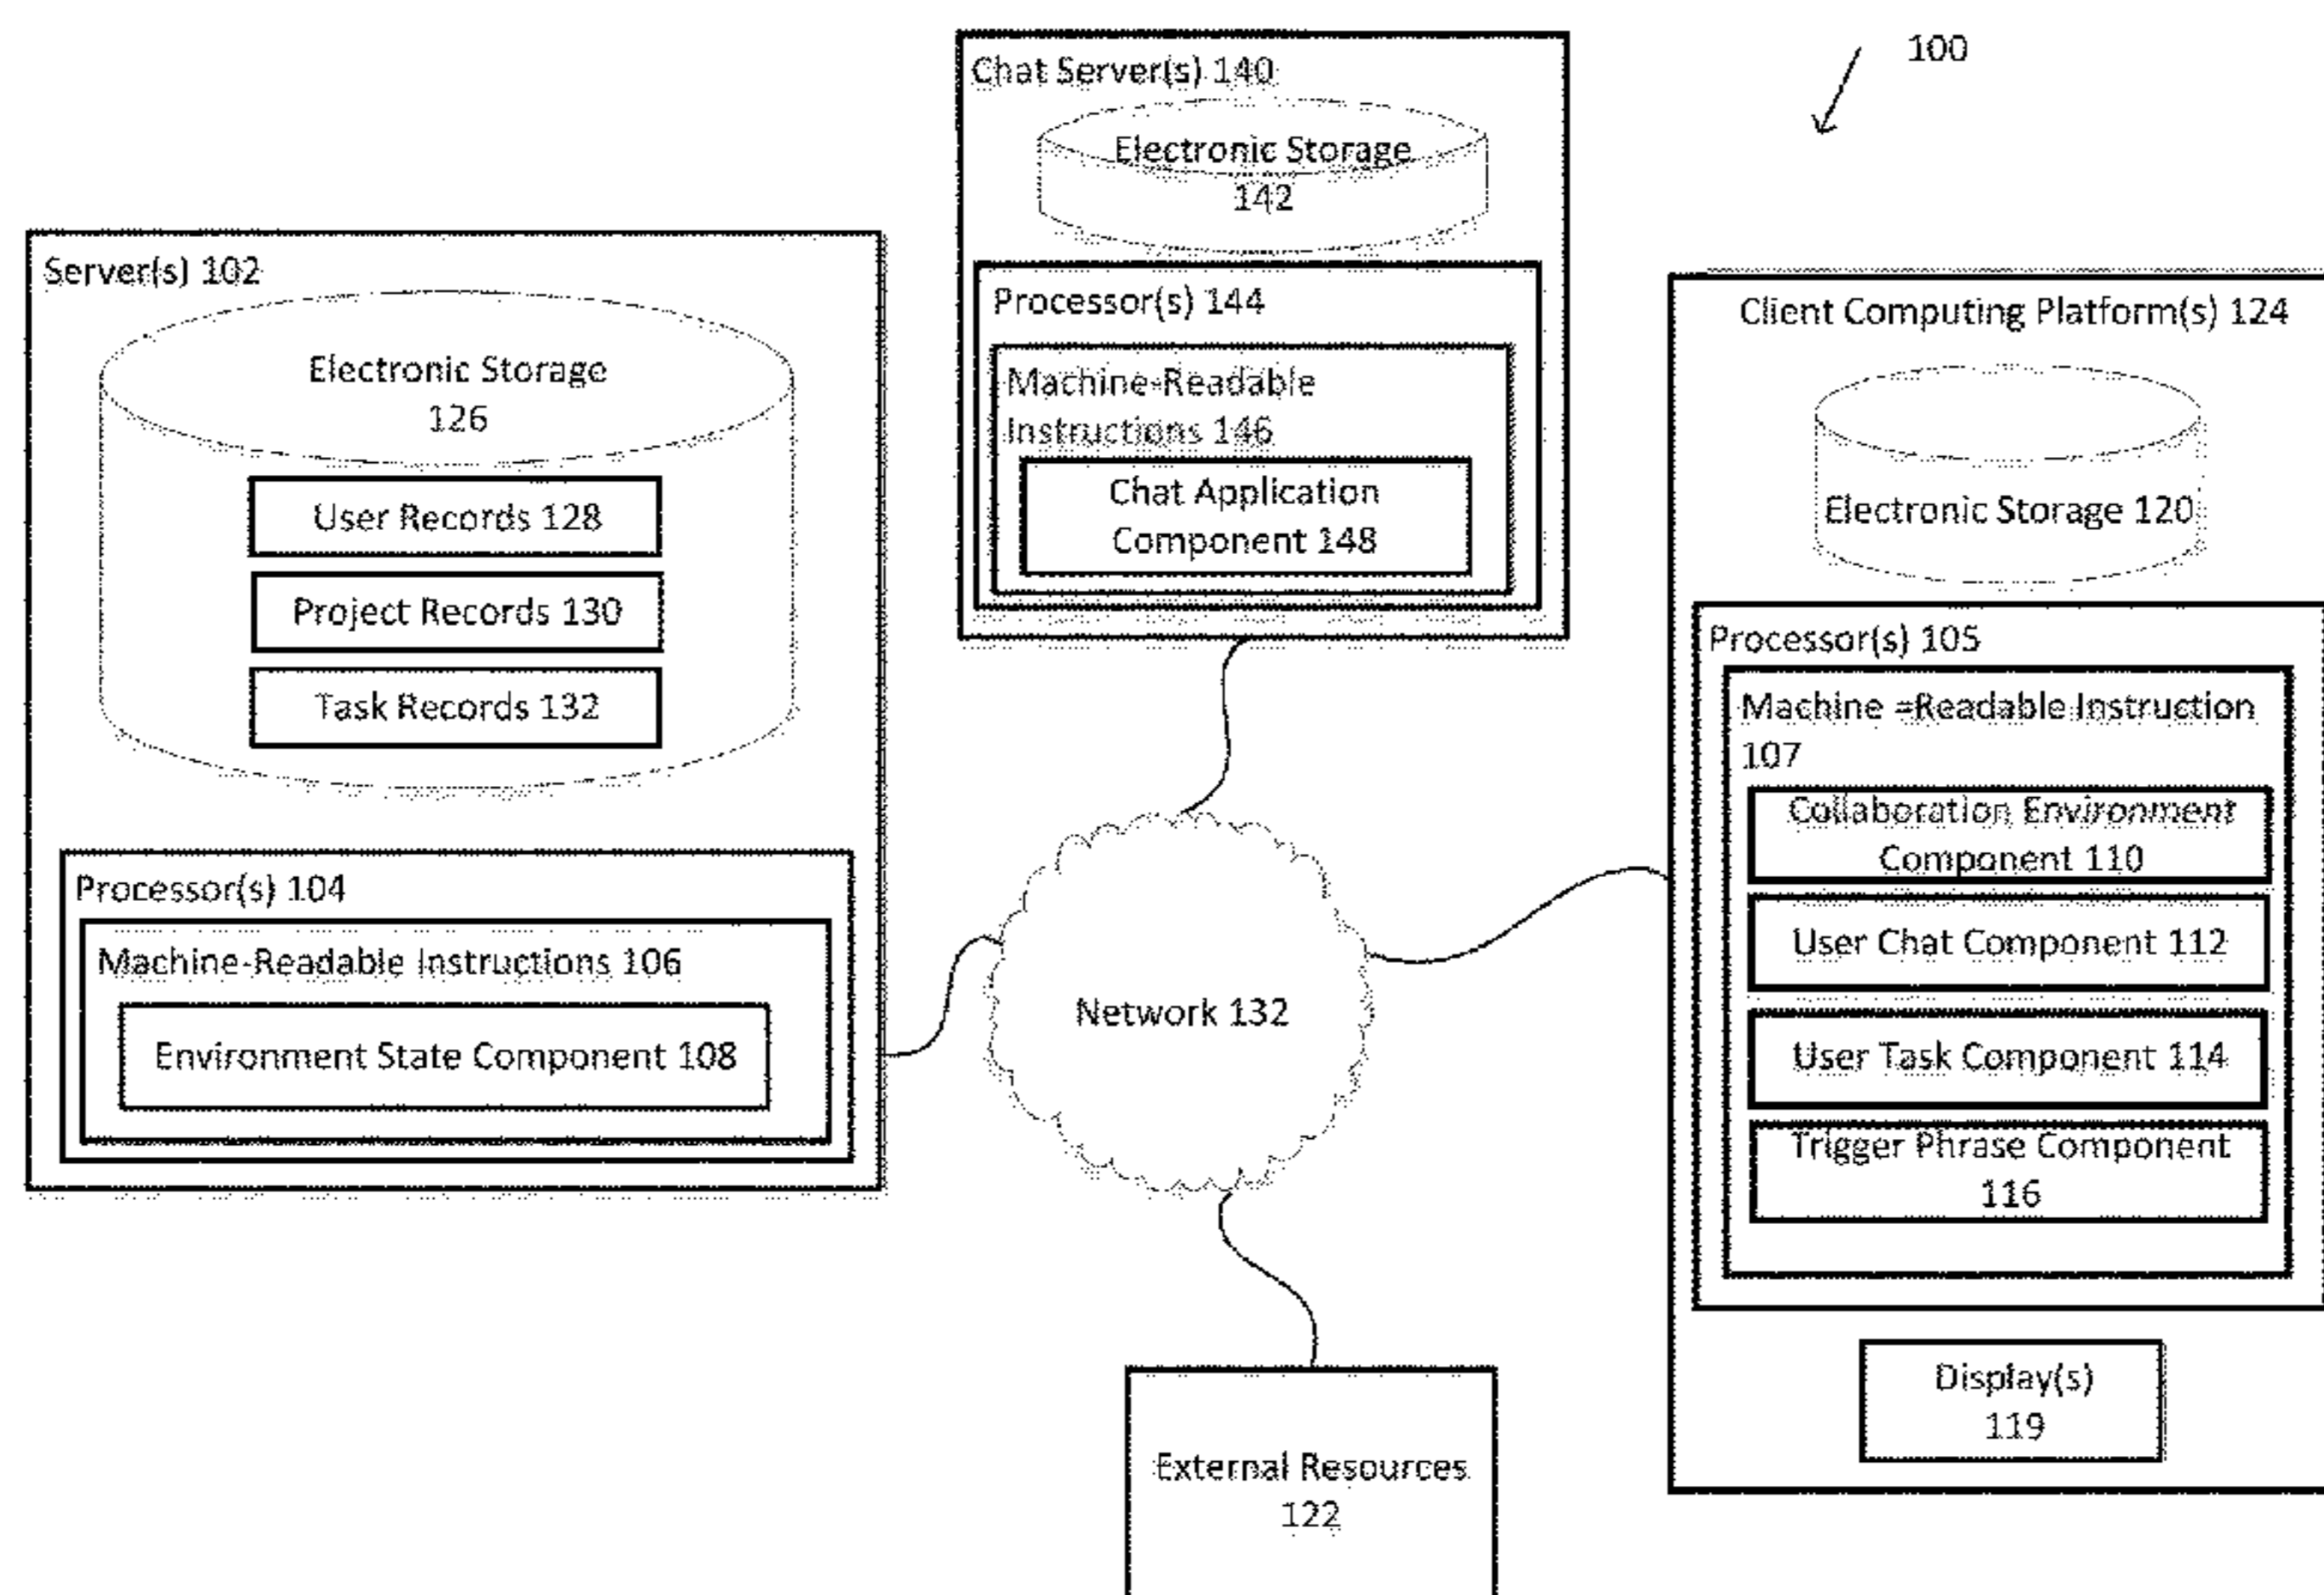 100
Chat Server(s) 140
Electronic Storage
142
Processor(s) 144
Machine-Readable
Instructions 146
Chat Application
Component 148
Server(s) 102
Electronic Storage
126
User Records 128
Project Records 130
Task Records 132
Processor(s) 104
Machine-Readable Instructions 106
Environment State Component 108
Network 132
External Resources
122
Client Computing Platform(s) 124
Electronic Storage 120
Processor(s) 105
Machine =Readable Instruction
107
Collaboration Environment
Component 110
User Chat Component 112
User Task Component 114
Trigger Phrase Component
116
Display(s)
119